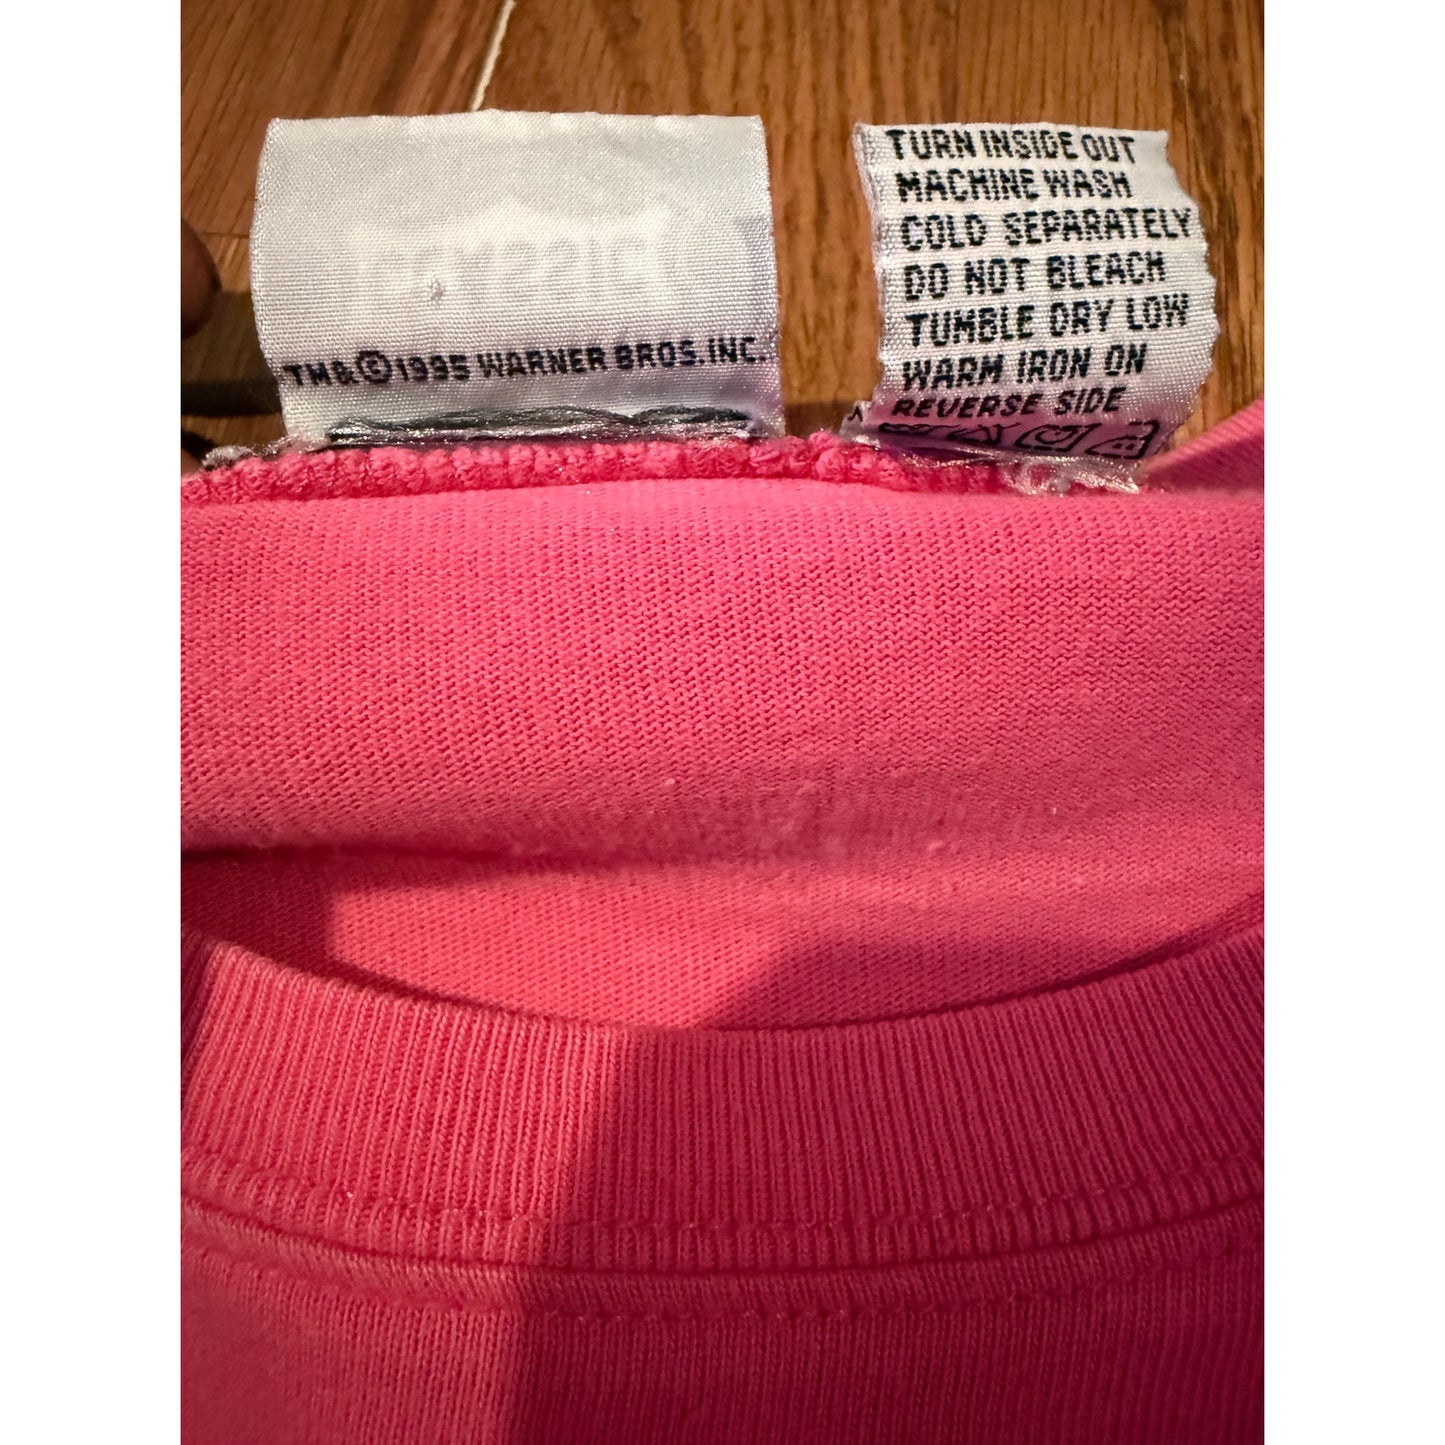 TM&©1995 WARNER BROS. INC.
TURN INSIDE OUT
MACHINE WASH
COLD SEPARATELY
DO NOT BLEACH
TUMBLE DRY LOW
WARM IRON ON
REVERSE SIDE